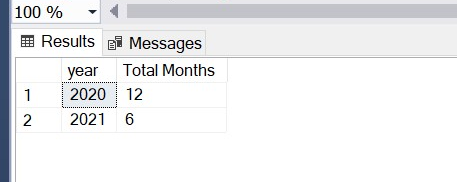 100 %
Results Messages
year Total Months
1 2020 12
2 2021 6